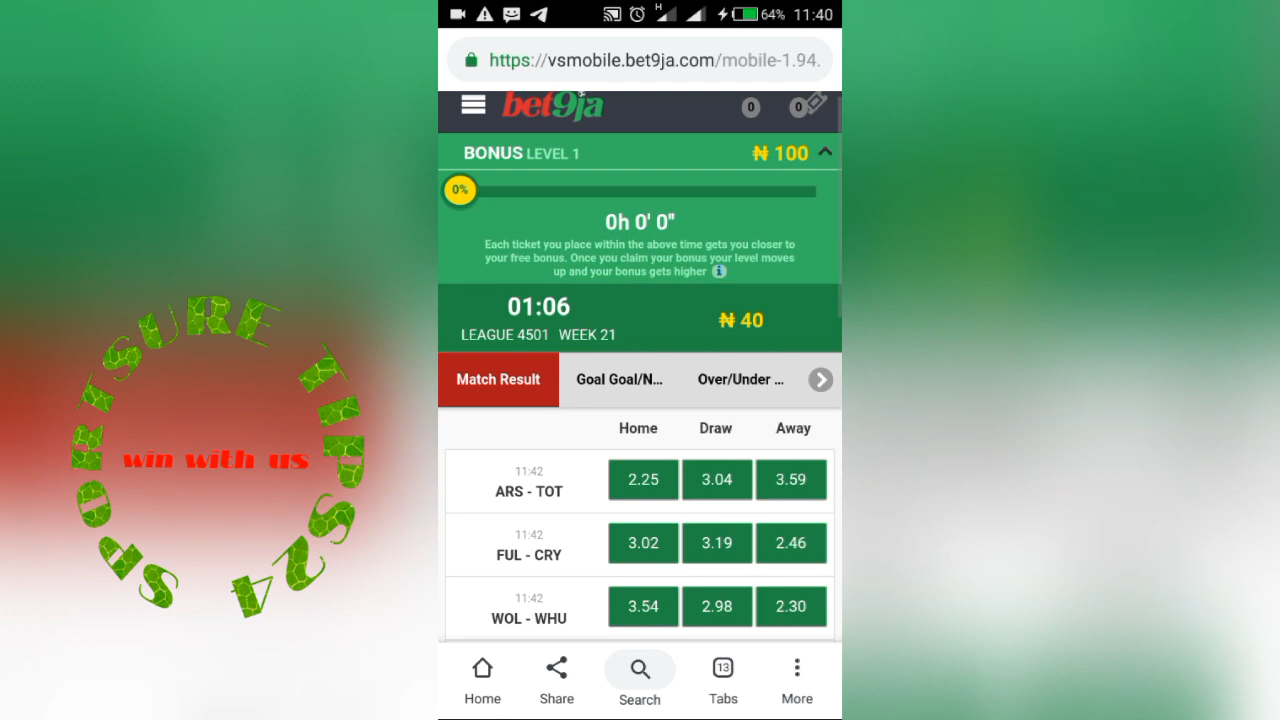 SPORTSURE TIPS24
win with us
H
64% 11:40
https://vsmobile.bet9ja.com/mobile-1.94.
bet9ja
0 0
BONUS LEVEL 1 ₦ 100
0%
0h 0' 0"
Each ticket you place within the above time gets you closer to
your free bonus. Once you claim your bonus your level moves
up and your bonus gets higher i
01:06
₦ 40
LEAGUE 4501 WEEK 21
Match Result Goal Goal/N... Over/Under ...
Home Draw Away
11:42
ARS - TOT 2.25 3.04 3.59
11:42
FUL - CRY 3.02 3.19 2.46
11:42
WOL - WHU 3.54 2.98 2.30
13
Home Share Search Tabs More